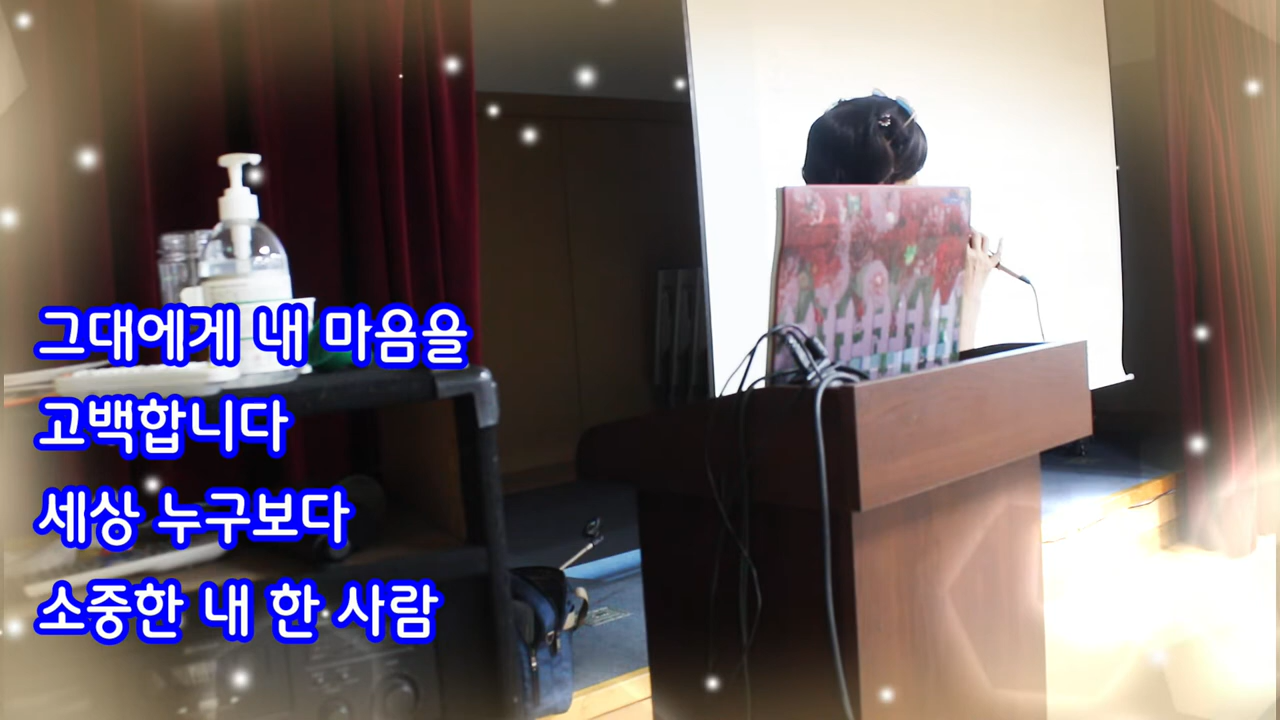 그대에게 내 마음을
고백합니다
세상 누구보다
소중한 내 한 사람